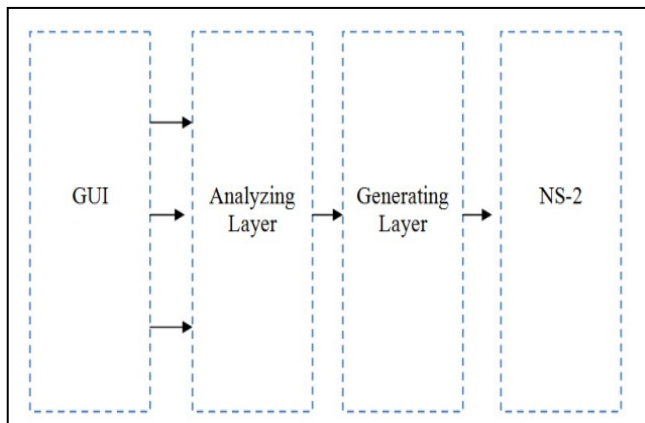 GUI
Analyzing
Layer
Generating
Layer
NS-2